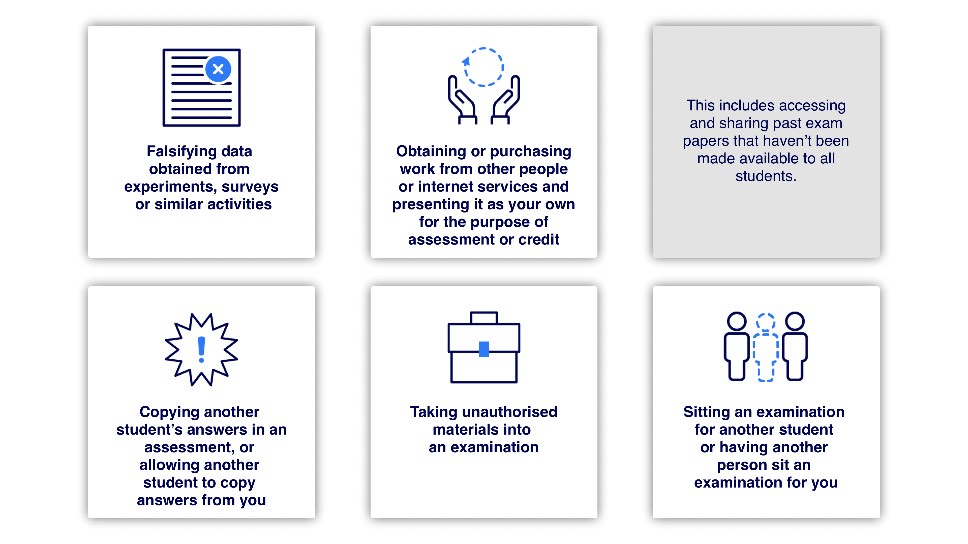 Falsifying data
obtained from
experiments, surveys
or similar activities
Obtaining or purchasing
work from other people
or internet services and
presenting it as your own
for the purpose of
assessment or credit
This includes accessing
and sharing past exam
papers that haven’t been
made available to all
students.
Copying another
student’s answers in an
assessment, or
allowing another
student to copy
answers from you
Taking unauthorised
materials into
an examination
Sitting an examination
for another student
or having another
person sit an
examination for you